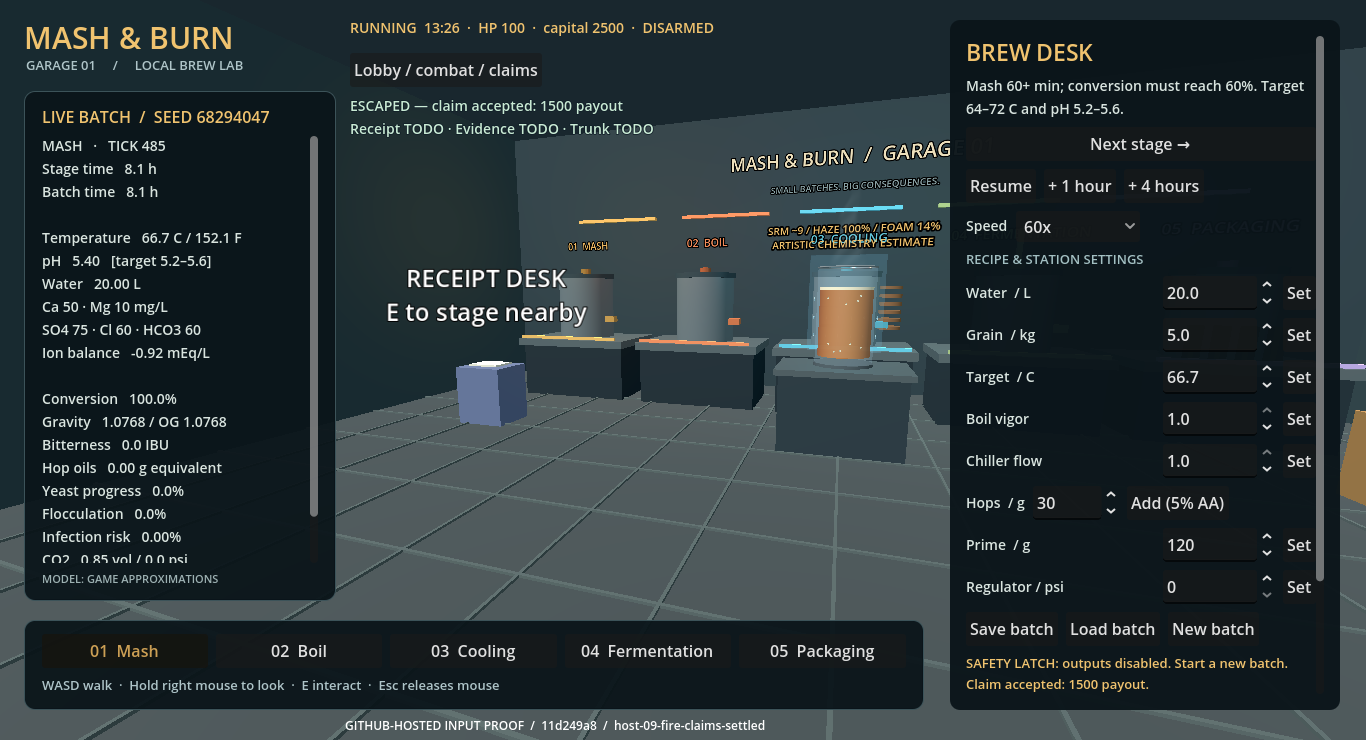 MASH & BURN
GARAGE 01 / LOCAL BREW LAB
LIVE BATCH / SEED 68294047
MASH · TICK 485
Stage time 8.1 h
Batch time 8.1 h
Temperature 66.7 C / 152.1 F
pH 5.40 [target 5.2–5.6]
Water 20.00 L
Ca 50 · Mg 10 mg/L
SO4 75 · Cl 60 · HCO3 60
Ion balance -0.92 mEq/L
Conversion 100.0%
Gravity 1.0768 / OG 1.0768
Bitterness 0.0 IBU
Hop oils 0.00 g equivalent
Yeast progress 0.0%
Flocculation 0.0%
Infection risk 0.00%
CO2 0.85 vol / 0.0 psi
MODEL: GAME APPROXIMATIONS
RUNNING 13:26 · HP 100 · capital 2500 · DISARMED
Lobby / combat / claims
ESCAPED — claim accepted: 1500 payout
Receipt TODO · Evidence TODO · Trunk TODO
MASH & BURN / GARAGE 01
SMALL BATCHES. BIG CONSEQUENCES.
01 MASH
02 BOIL
SRM ~9 / HAZE 100% / FOAM 14%
03 COOLING
ARTISTIC CHEMISTRY ESTIMATE
05 PACKAGING
RECEIPT DESK
E to stage nearby
BREW DESK
Mash 60+ min; conversion must reach 60%. Target
64–72 C and pH 5.2–5.6.
Next stage →
Resume + 1 hour + 4 hours
Speed 60x
RECIPE & STATION SETTINGS
Water / L 20.0 Set
Grain / kg 5.0 Set
Target / C 66.7 Set
Boil vigor 1.0 Set
Chiller flow 1.0 Set
Hops / g 30 Add (5% AA)
Prime / g 120 Set
Regulator / psi 0 Set
Save batch Load batch New batch
SAFETY LATCH: outputs disabled. Start a new batch.
Claim accepted: 1500 payout.
01 Mash 02 Boil 03 Cooling 04 Fermentation 05 Packaging
WASD walk · Hold right mouse to look · E interact · Esc releases mouse
GITHUB-HOSTED INPUT PROOF / 11d249a8 / host-09-fire-claims-settled